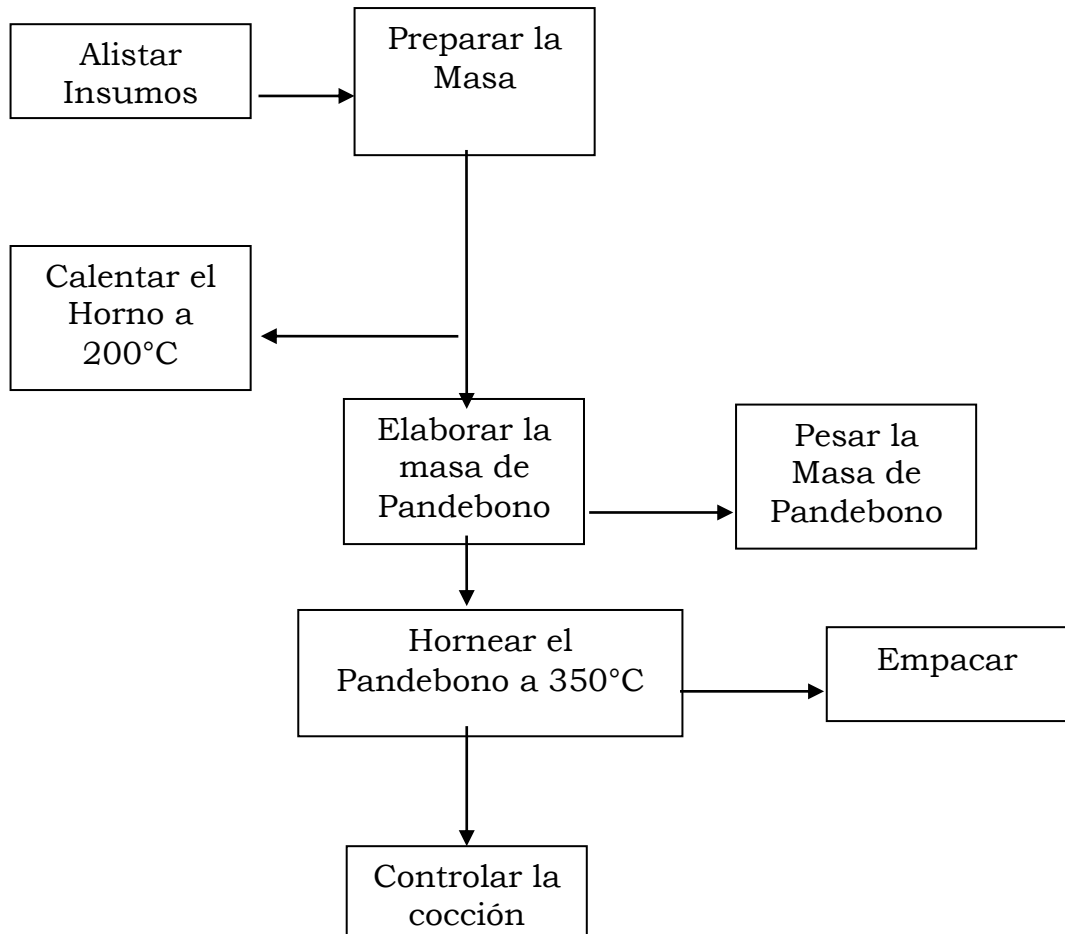 Alistar
Insumos
Preparar la
Masa
Calentar el
Horno a
200°C
Elaborar la
masa de
Pandebono
Pesar la
Masa de
Pandebono
Hornear el
Pandebono a 350°C
Empacar
Controlar la
cocción